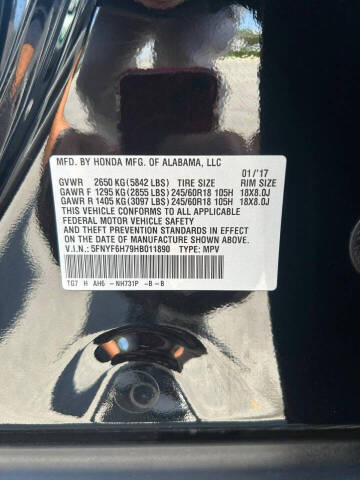 MFD. BY HONDA MFG. OF ALABAMA, LLC
01/'17
GVWR 2650 KG (5842 LBS) TIRE SIZE RIM SIZE
GAWR F 1295 KG (2855 LBS) 245/60R18 105H 18X8.0J
GAWR R 1405 KG (3097 LBS) 245/60R18 105H 18X8.0J
THIS VEHICLE CONFORMS TO ALL APPLICABLE
FEDERAL MOTOR VEHICLE SAFETY
AND THEFT PREVENTION STANDARDS IN EFFECT
ON THE DATE OF MANUFACTURE SHOWN ABOVE.
V.I.N.: 5FNYF6H79HB011890 TYPE: MPV
TG7 H AH6 -NH731P -B -B